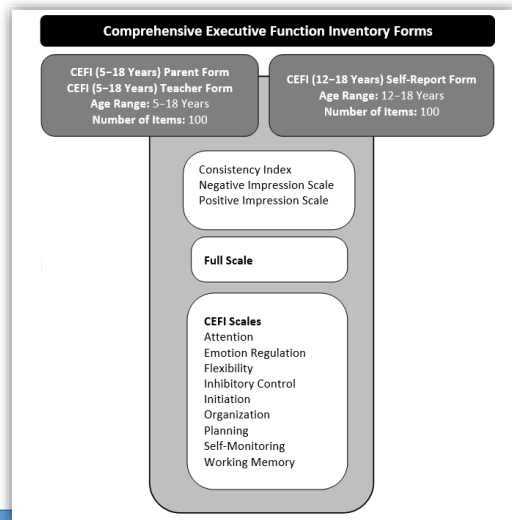 Comprehensive Executive Function Inventory Forms
CEFI (5–18 Years) Parent Form
CEFI (5–18 Years) Teacher Form
Age Range: 5–18 Years
Number of Items: 100
CEFI (12–18 Years) Self-Report Form
Age Range: 12–18 Years
Number of Items: 100
Consistency Index
Negative Impression Scale
Positive Impression Scale
Full Scale
CEFI Scales
Attention
Emotion Regulation
Flexibility
Inhibitory Control
Initiation
Organization
Planning
Self-Monitoring
Working Memory